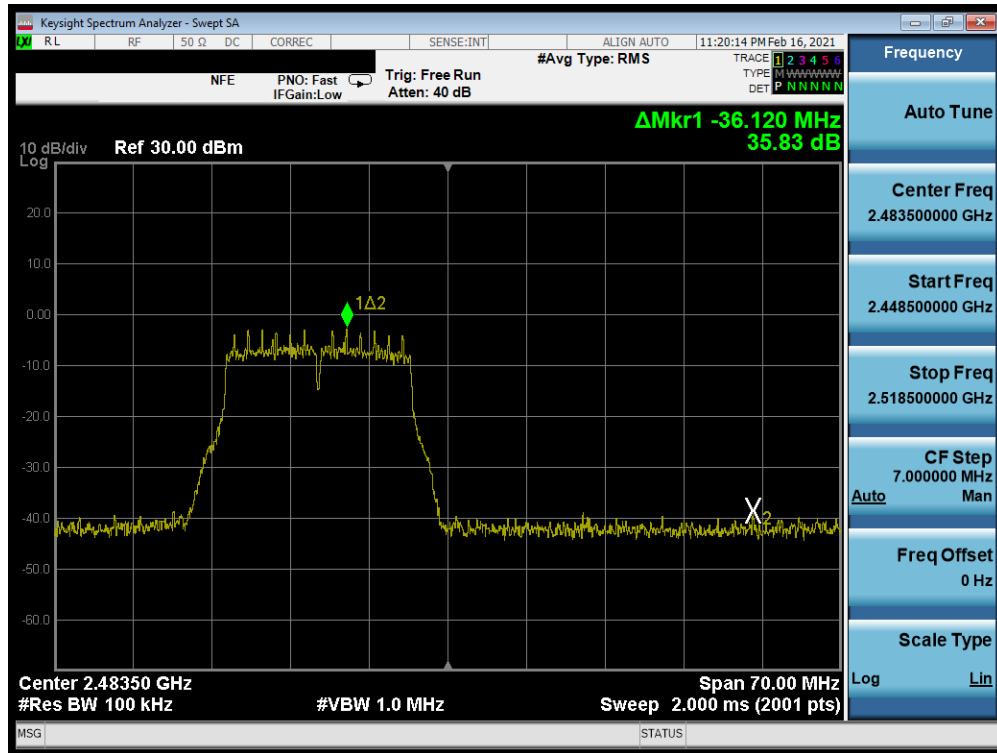 Keysight Spectrum Analyzer - Swept SA
LXI RL RF 50 Ω DC CORREC SENSE:INT ALIGN AUTO 11:20:14 PM Feb 16, 2021
NFE PNO: Fast Trig: Free Run #Avg Type: RMS TRACE 1 2 3 4 5 6
IFGain:Low Atten: 40 dB TYPE M WWWWW
DET P N N N N N
ΔMkr1 -36.120 MHz
35.83 dB
10 dB/div Ref 30.00 dBm
Log
20.0
10.0
1Δ2
0.00
-10.0
-20.0
-30.0
-40.0
X2
-50.0
-60.0
Center 2.48350 GHz Span 70.00 MHz
#Res BW 100 kHz #VBW 1.0 MHz Sweep 2.000 ms (2001 pts)
MSG STATUS
Frequency
Auto Tune
Center Freq
2.483500000 GHz
Start Freq
2.448500000 GHz
Stop Freq
2.518500000 GHz
CF Step
7.000000 MHz
Auto Man
Freq Offset
0 Hz
Scale Type
Log Lin